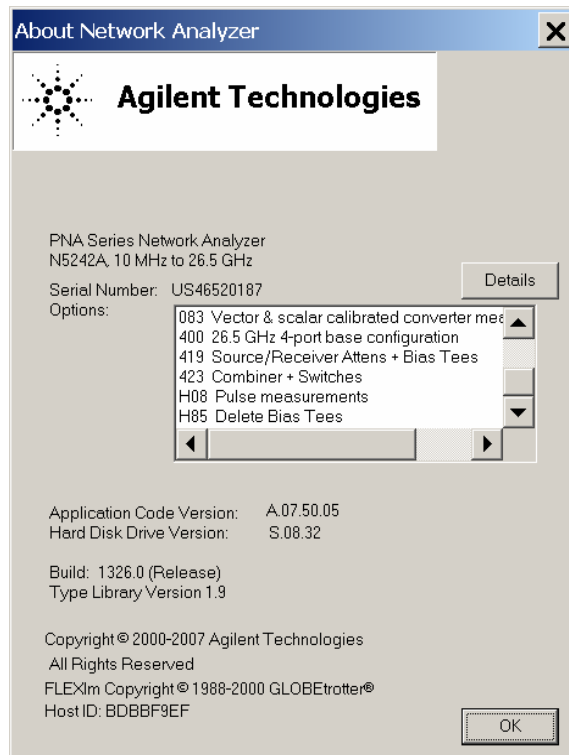 About Network Analyzer
Agilent Technologies
PNA Series Network Analyzer
N5242A, 10 MHz to 26.5 GHz
Details
Serial Number: US46520187
Options:
083 Vector & scalar calibrated converter
400 26.5 GHz 4-port base configuration
419 Source/Receiver Attens + Bias Tees
423 Combiner + Switches
H08 Pulse measurements
H85 Delete Bias Tees
Application Code Version: A.07.50.05
Hard Disk Drive Version: S.08.32
Build: 1326.0 (Release)
Type Library Version 1.9
Copyright © 2000-2007 Agilent Technologies
All Rights Reserved
FLEXlm Copyright © 1988-2000 GLOBEtrotter®
Host ID: BDBBF9EF
OK